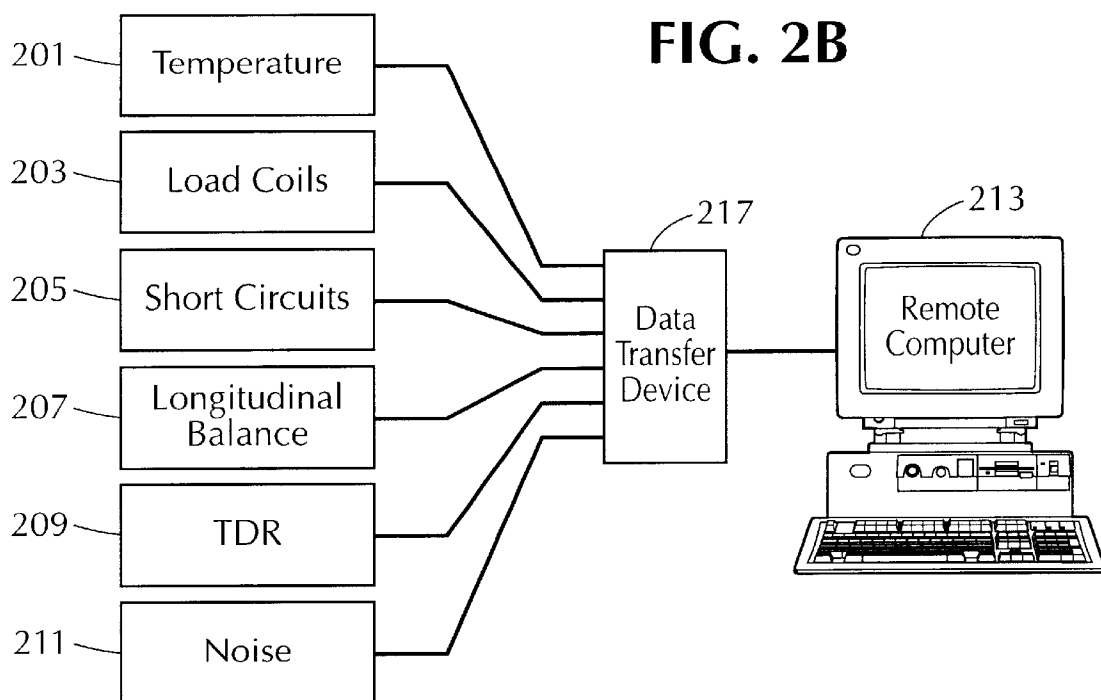 FIG. 2B
201
Temperature
203
Load Coils
205
Short Circuits
207
Longitudinal
Balance
209
TDR
211
Noise
217
Data
Transfer
Device
213
Remote
Computer